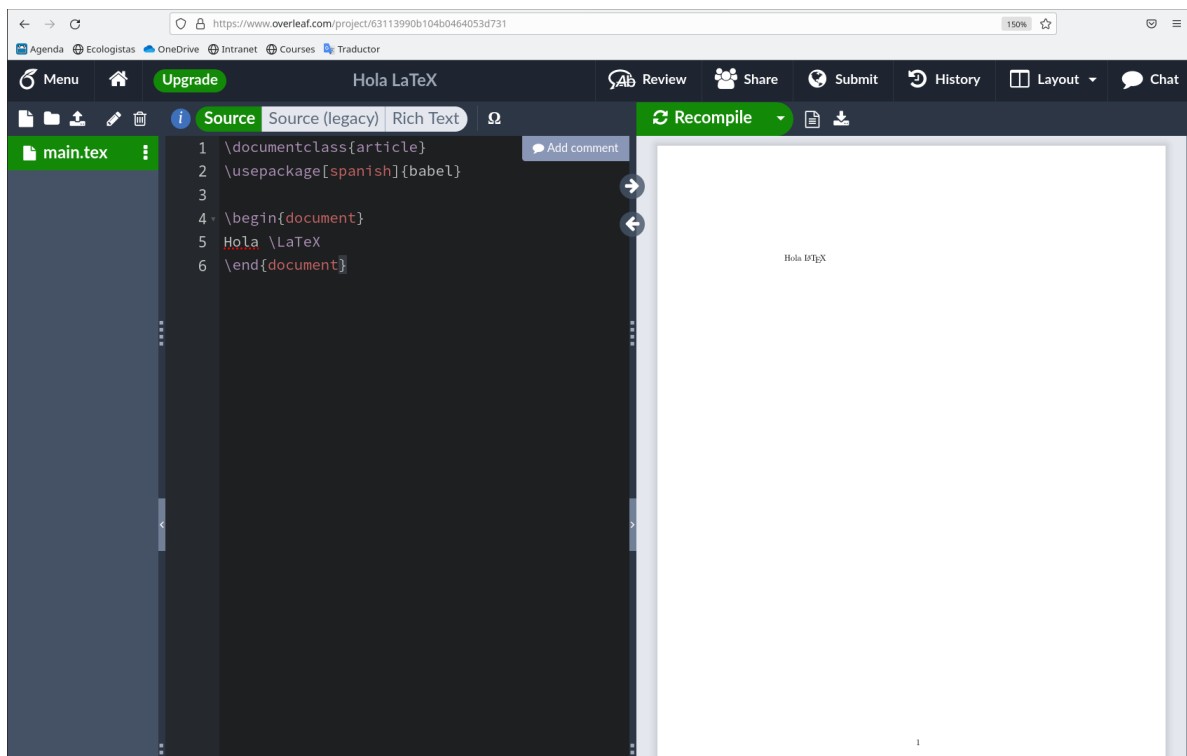 https://www.overleaf.com/project/63113990b104b0464053d731 150%
Agenda Ecologistas OneDrive Intranet Courses Traductor
Menu Upgrade Hola LaTeX Review Share Submit History Layout Chat
i Source Source (legacy) Rich Text Ω Recompile
main.tex
Add comment
1 \documentclass{article}
2 \usepackage[spanish]{babel}
3
4 \begin{document}
5 Hola \LaTeX
6 \end{document}
Hola LATEX
1